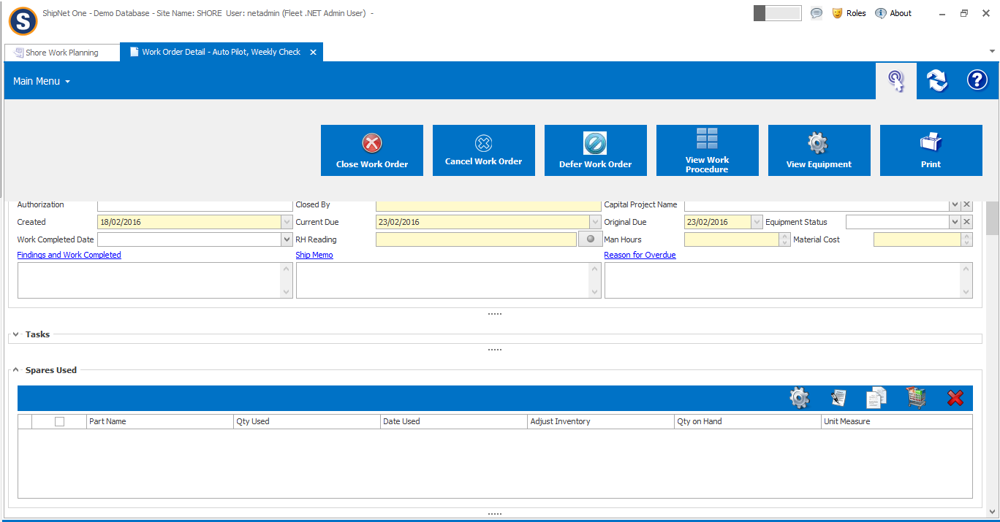 S
ShipNet One - Demo Database - Site Name: SHORE  User: netadmin (Fleet .NET Admin User)  -
Roles
About
Shore Work Planning
Work Order Detail - Auto Pilot, Weekly Check
Main Menu
?
Close Work Order
Cancel Work Order
Defer Work Order
View Work
Procedure
View Equipment
Print
Authorization
Closed By
Capital Project Name
Created
18/02/2016
Current Due
23/02/2016
Original Due
23/02/2016
Equipment Status
Work Completed Date
RH Reading
Man Hours
Material Cost
Findings and Work Completed
Ship Memo
Reason for Overdue
Tasks
Spares Used
Part Name
Qty Used
Date Used
Adjust Inventory
Qty on Hand
Unit Measure